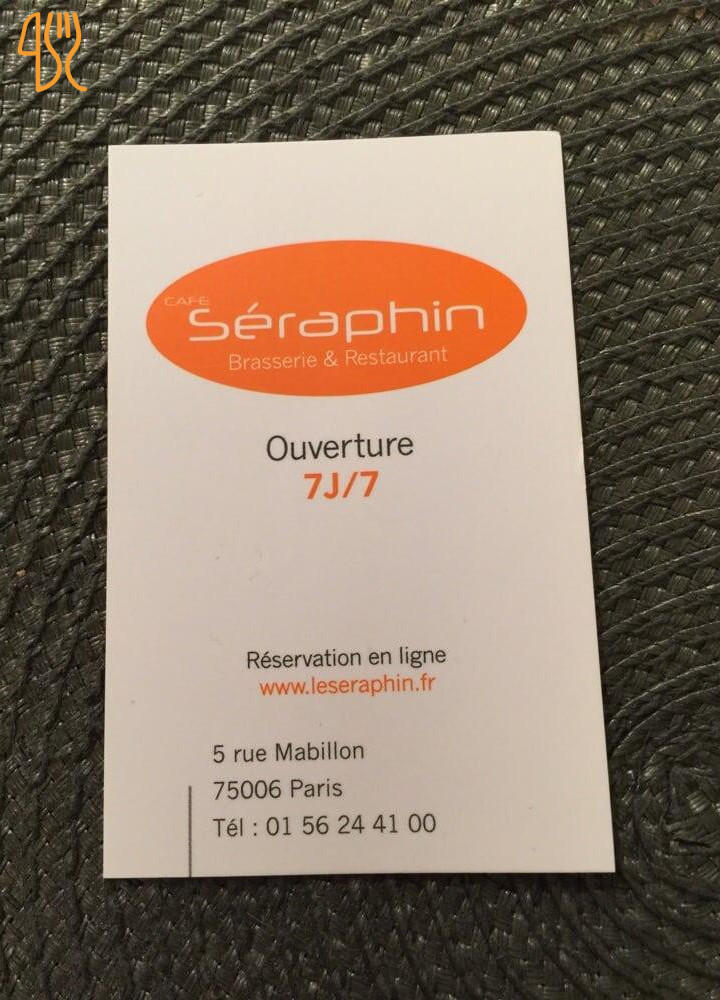 CAFE
Séraphin
Brasserie & Restaurant
Ouverture
7J/7
Réservation en ligne
www.leseraphin.fr
5 rue Mabillon
75006 Paris
Tél : 01 56 24 41 00